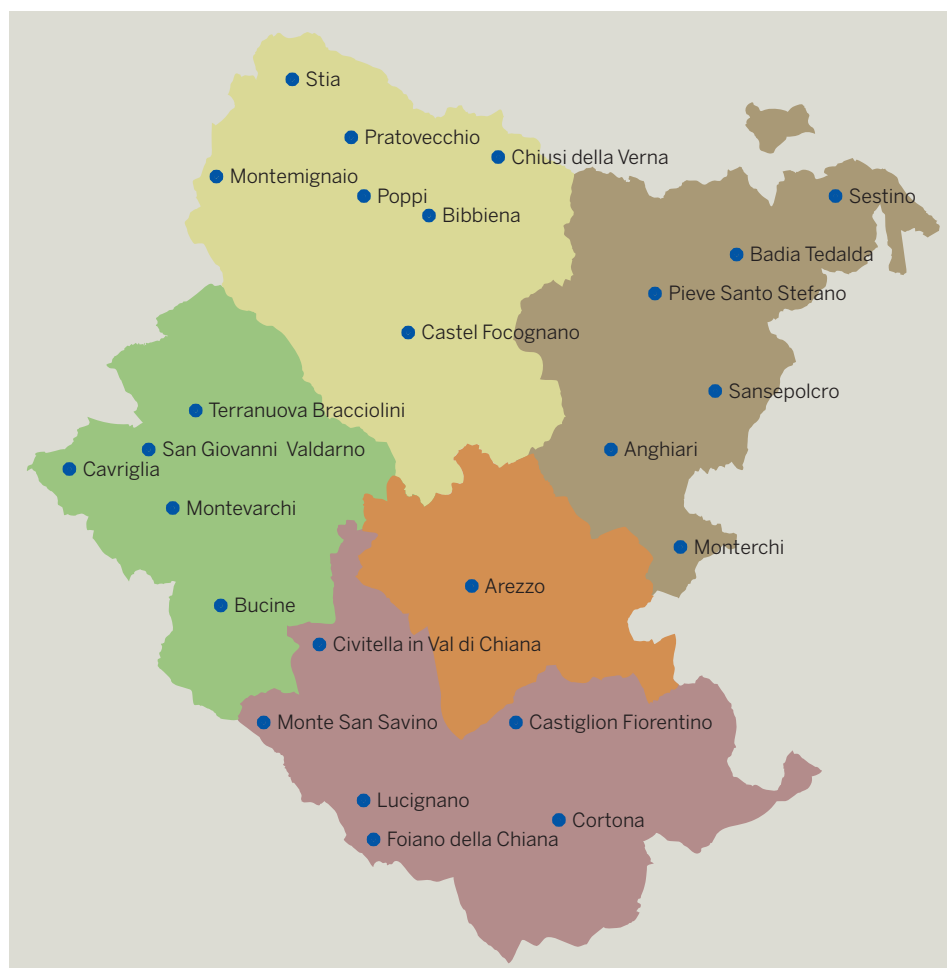 Stia
Pratovecchio
Chiusi della Verna
Montemignaio
Poppi
Sestino
Bibbiena
Badia Tedalda
Pieve Santo Stefano
Castel Focognano
Sansepolcro
Terranuova Bracciolini
San Giovanni Valdarno
Anghiari
Cavriglia
Montevarchi
Monterchi
Arezzo
Bucine
Civitella in Val di Chiana
Monte San Savino
Castiglion Fiorentino
Lucignano
Cortona
Foiano della Chiana